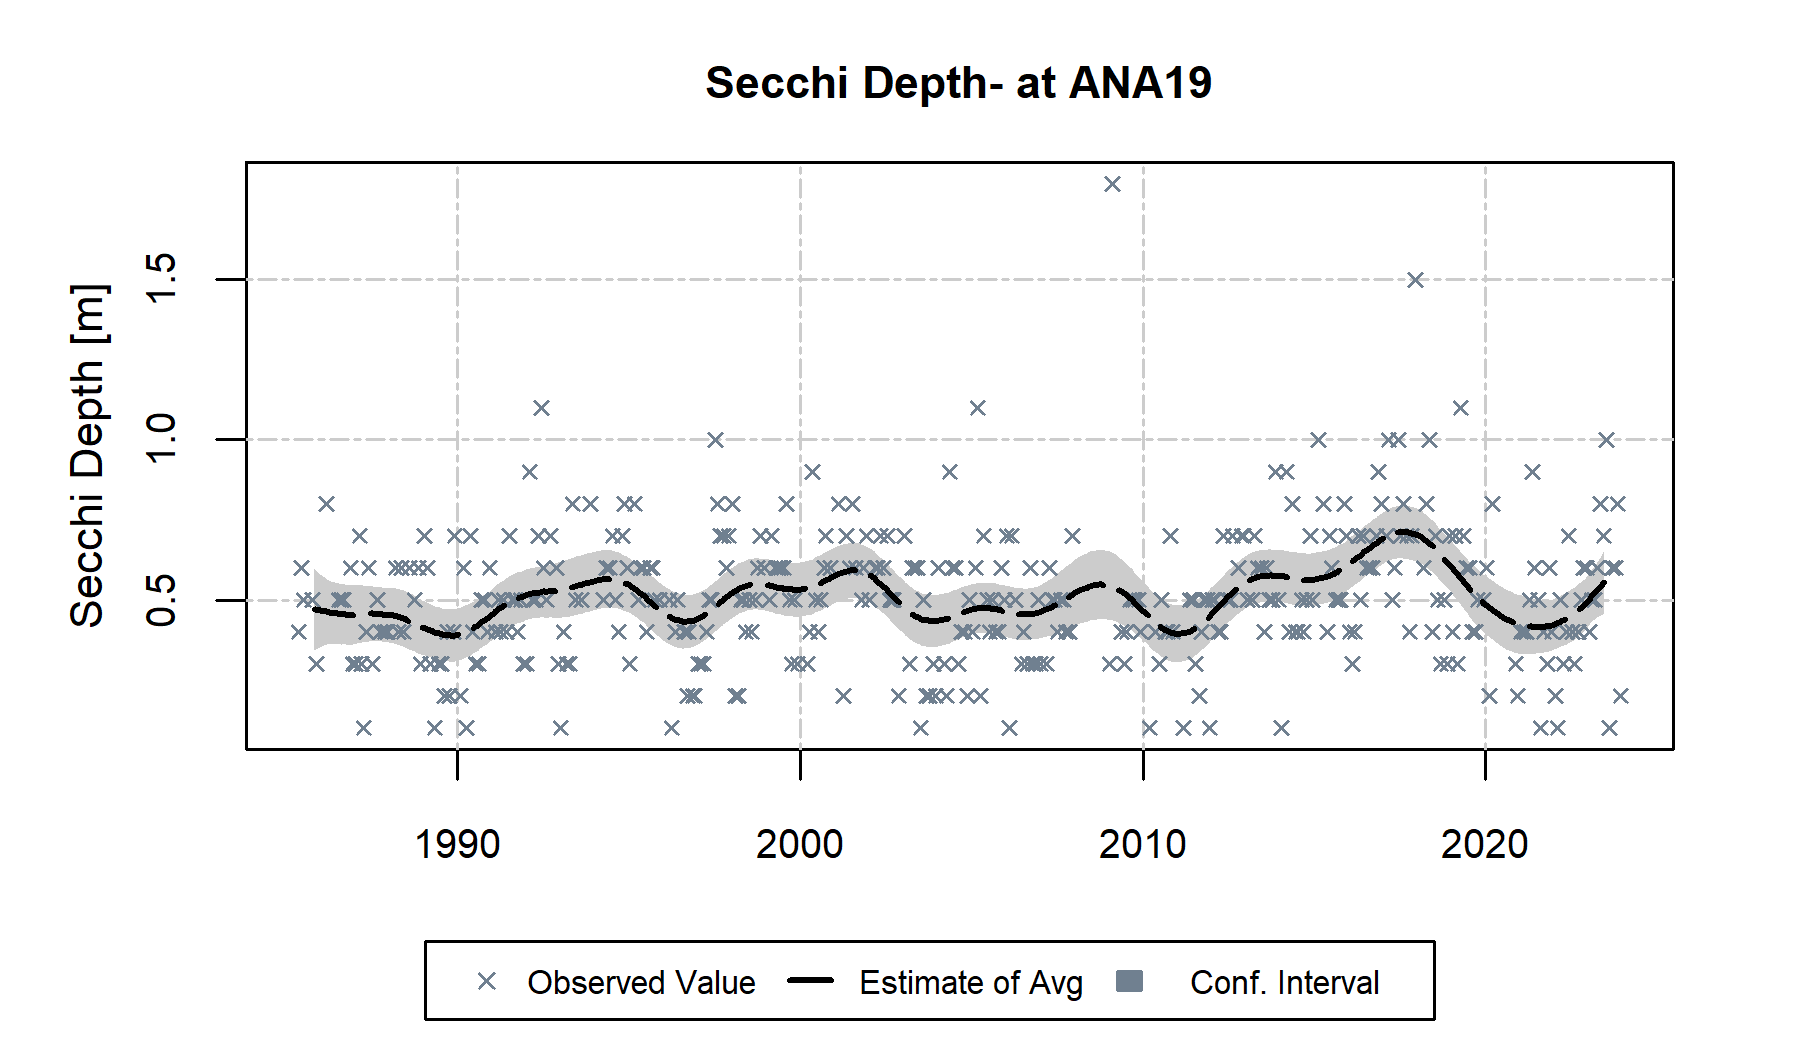 Secchi Depth- at ANA19
Secchi Depth [m]
1.5
1.0
0.5
1990 2000 2010 2020
Observed Value Estimate of Avg Conf. Interval